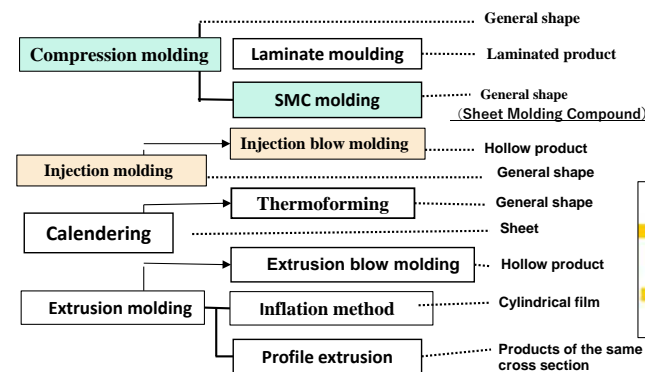 General shape
Compression molding
Laminate moulding
Laminated product
SMC molding
General shape
(Sheet Molding Compound)
Injection blow molding
Hollow product
Injection molding
General shape
Thermoforming
General shape
Calendering
Sheet
Extrusion blow molding
Hollow product
Extrusion molding
Inflation method
Cylindrical film
Profile extrusion
Products of the same
cross section